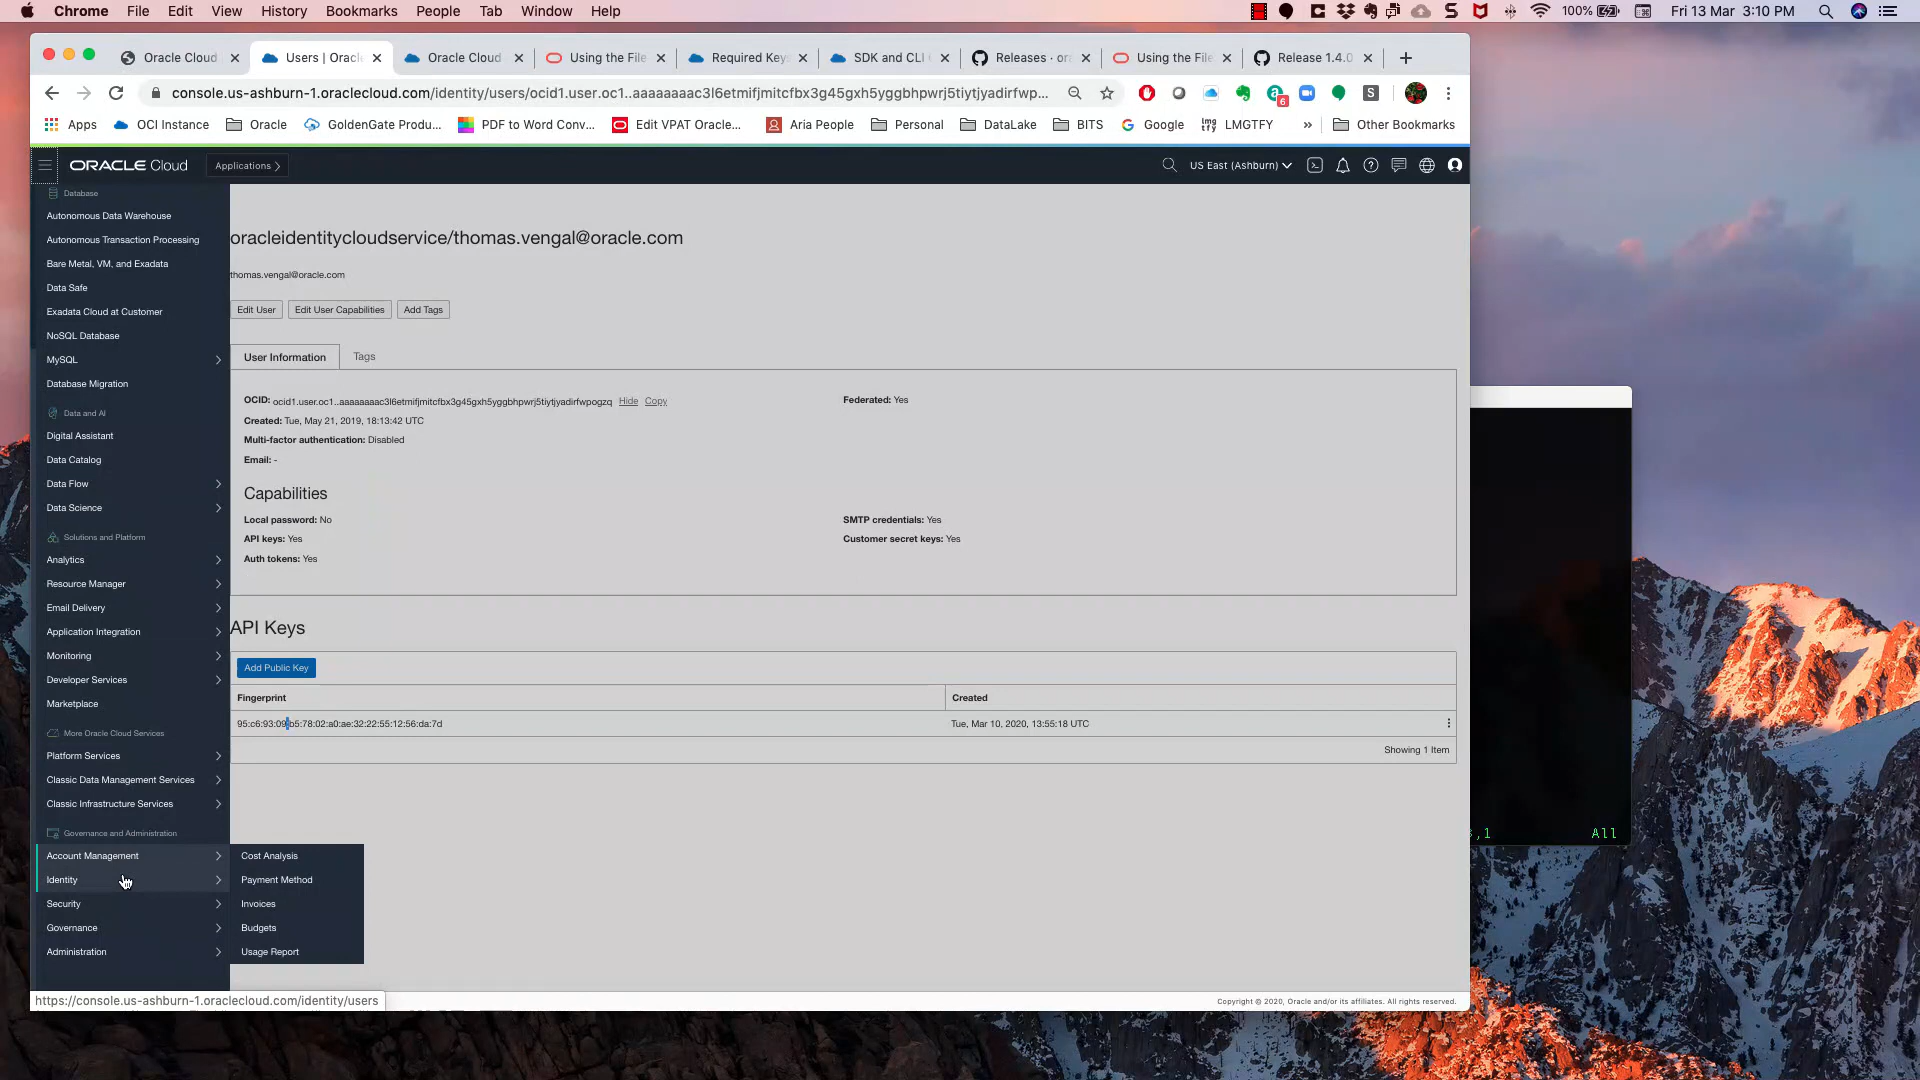 Chrome File Edit View History Bookmarks People Tab Window Help 100% Fri 13 Mar 3:10 PM
Oracle Cloud Users | Oracle Oracle Cloud Using the File Required Keys SDK and CLI Releases · ora Using the File Release 1.4.0
console.us-ashburn-1.oraclecloud.com/identity/users/ocid1.user.oc1..aaaaaaaac3l6etmifjmitcfbx3g45gxh5yggbhpwrj5tiytjyadirfwp... 6 S
Apps OCI Instance Oracle GoldenGate Produ... PDF to Word Conv... Edit VPAT Oracle... Aria People Personal DataLake BITS Google LMGTFY » Other Bookmarks
ORACLE Cloud Applications US East (Ashburn)
Database
Autonomous Data Warehouse
Autonomous Transaction Processing
Bare Metal, VM, and Exadata
Data Safe
Exadata Cloud at Customer
NoSQL Database
MySQL
Database Migration
Data and AI
Digital Assistant
Data Catalog
Data Flow
Data Science
Solutions and Platform
Analytics
Resource Manager
Email Delivery
Application Integration
Monitoring
Developer Services
Marketplace
More Oracle Cloud Services
Platform Services
Classic Data Management Services
Classic Infrastructure Services
Governance and Administration
Account Management
Identity
Security
Governance
Administration
Cost Analysis
Payment Method
Invoices
Budgets
Usage Report
oracleidentitycloudservice/thomas.vengal@oracle.com
thomas.vengal@oracle.com
Edit User Edit User Capabilities Add Tags
User Information Tags
OCID: ocid1.user.oc1..aaaaaaaac3l6etmifjmitcfbx3g45gxh5yggbhpwrj5tiytjyadirfwpogzq Hide Copy Federated: Yes
Created: Tue, May 21, 2019, 18:13:42 UTC
Multi-factor authentication: Disabled
Email: -
Capabilities
Local password: No SMTP credentials: Yes
API keys: Yes Customer secret keys: Yes
Auth tokens: Yes
API Keys
Add Public Key
Fingerprint Created
95:c6:93:09:b5:78:02:a0:ae:32:22:55:12:56:da:7d Tue, Mar 10, 2020, 13:55:18 UTC
Showing 1 Item
,1 All
https://console.us-ashburn-1.oraclecloud.com/identity/users
Copyright © 2020, Oracle and/or its affiliates. All rights reserved.